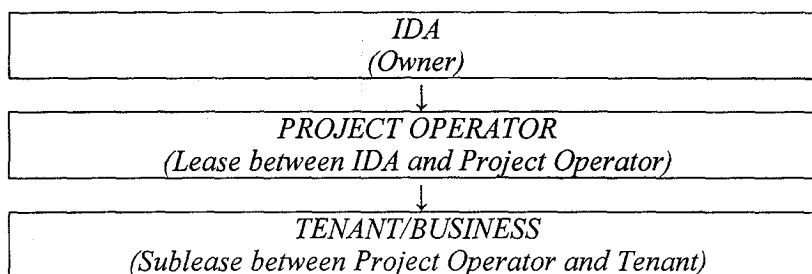 IDA
(Owner)
↓
PROJECT OPERATOR
(Lease between IDA and Project Operator)
↓
TENANT/BUSINESS
(Sublease between Project Operator and Tenant)